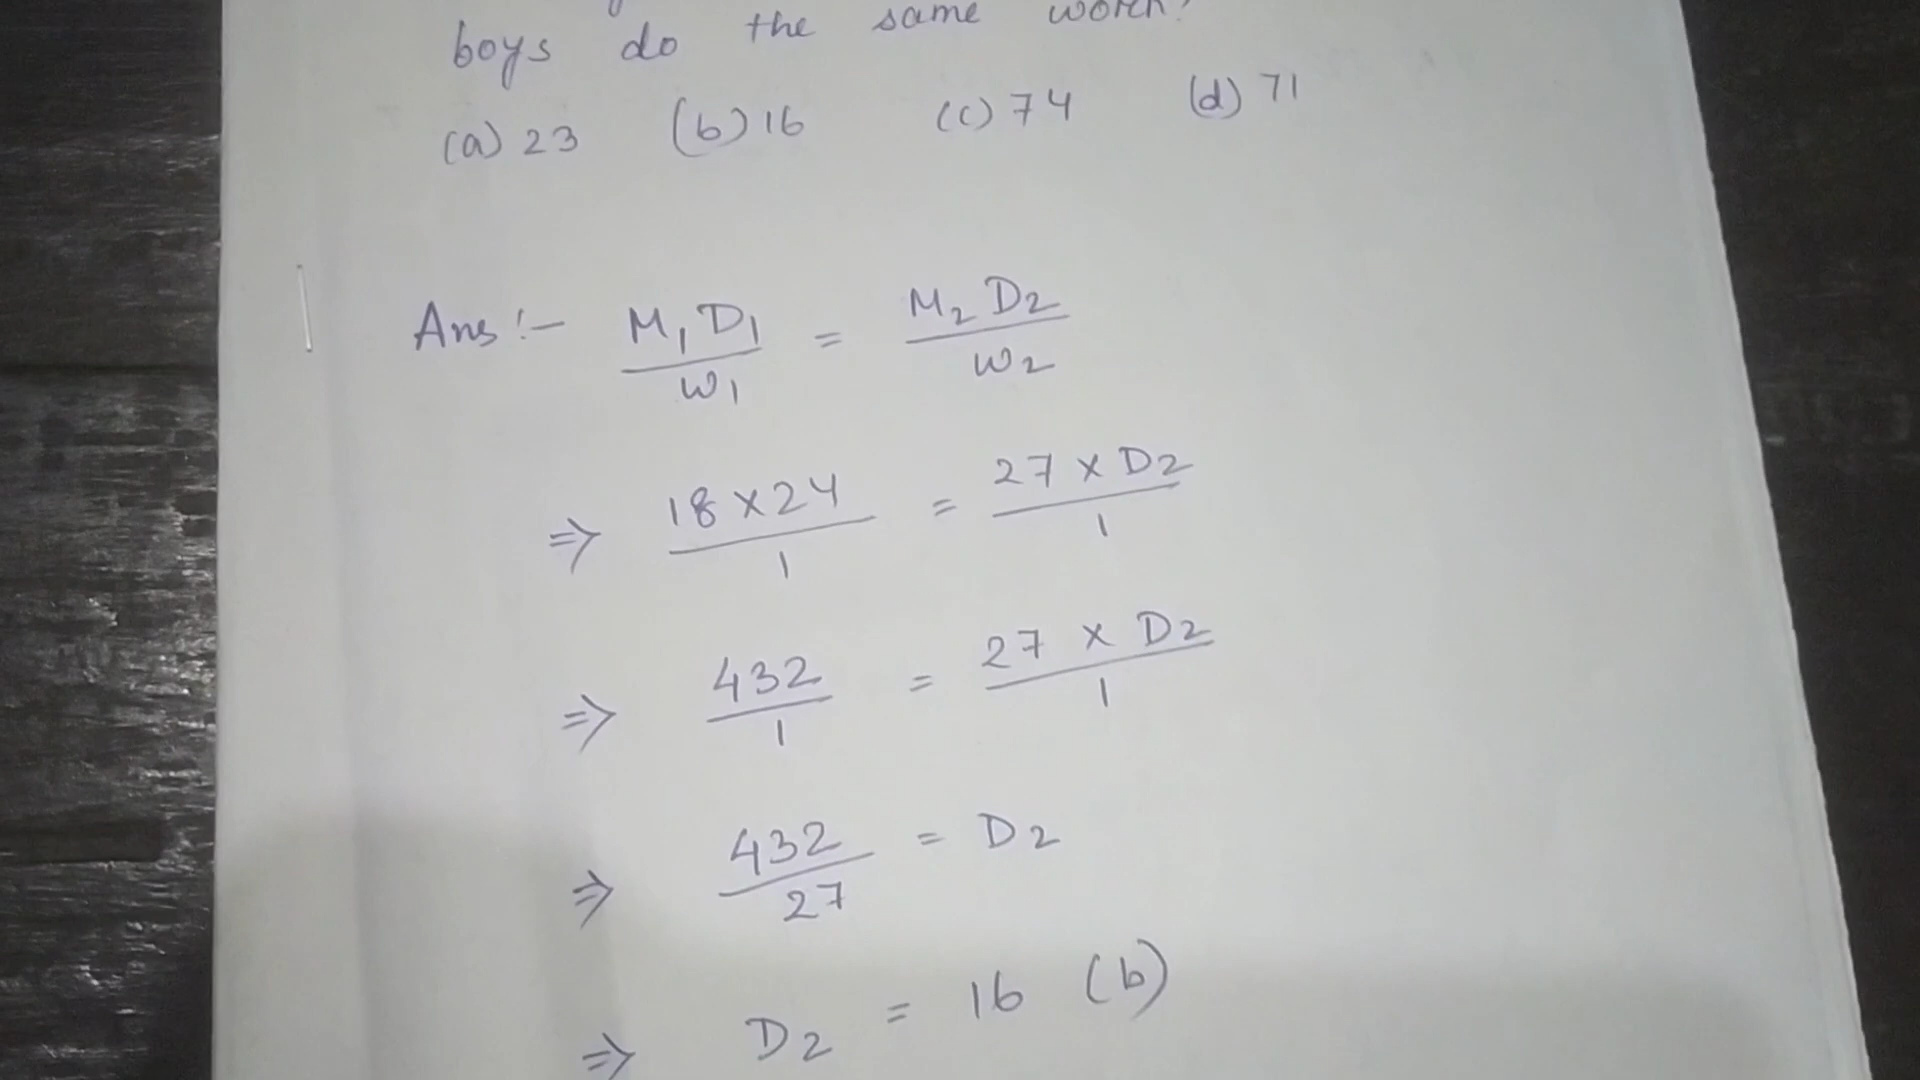 boys do the same work?
(a) 23 (b) 16 (c) 74 (d) 71
Ans:- M₁D₁/W₁ = M₂D₂/W₂
⇒ 18×24/1 = 27×D₂/1
⇒ 432/1 = 27×D₂/1
⇒ 432/27 = D₂
⇒ D₂ = 16 (b)